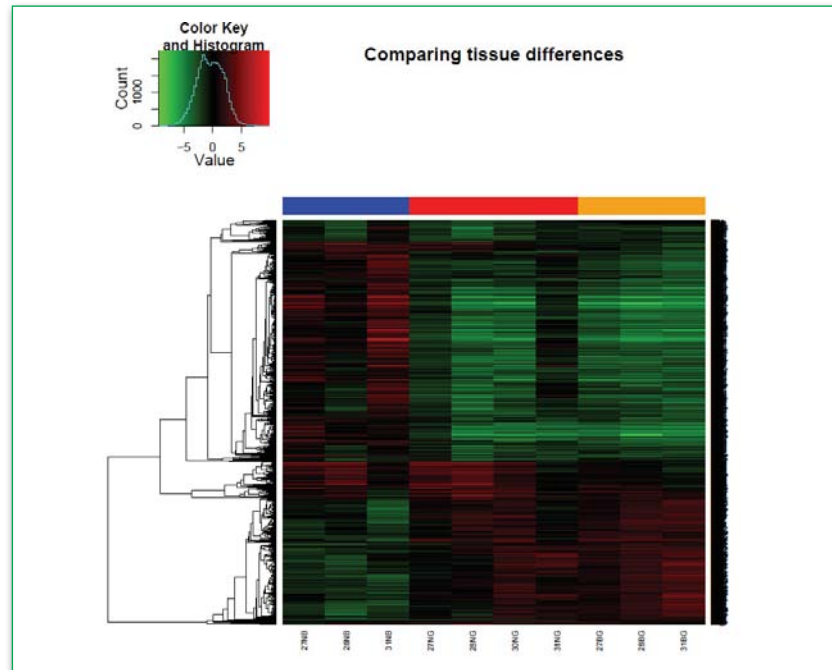 Color Key
and Histogram
Comparing tissue differences
Count
0
1000
−5
0
5
Value
27NB
28NB
31NB
27NG
28NG
30NG
31NG
27BG
28BG
31BG